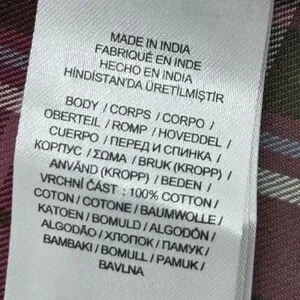 MADE IN INDIA
FABRIQUÉ EN INDE
HECHO EN INDIA
HİNDİSTAN'DA ÜRETİLMİŞTİR
BODY / CORPS / CORPO /
OBERTEIL / ROMP / HOVEDDEL /
CUERPO / ПЕРЕД И СПИНКА /
КОРПУС / ΣΩΜΑ / BRUK (KROPP) /
ANVÄND (KROPP) / BEDEN /
VRCHNÍ ČÁST : 100% COTTON /
COTON / COTONE / BAUMWOLLE /
KATOEN / BOMULD / ALGODÓN /
ALGODÃO / ХЛОПОК / ПАМУК /
BAMBAKI / BOMULL / PAMUK /
BAVLNA